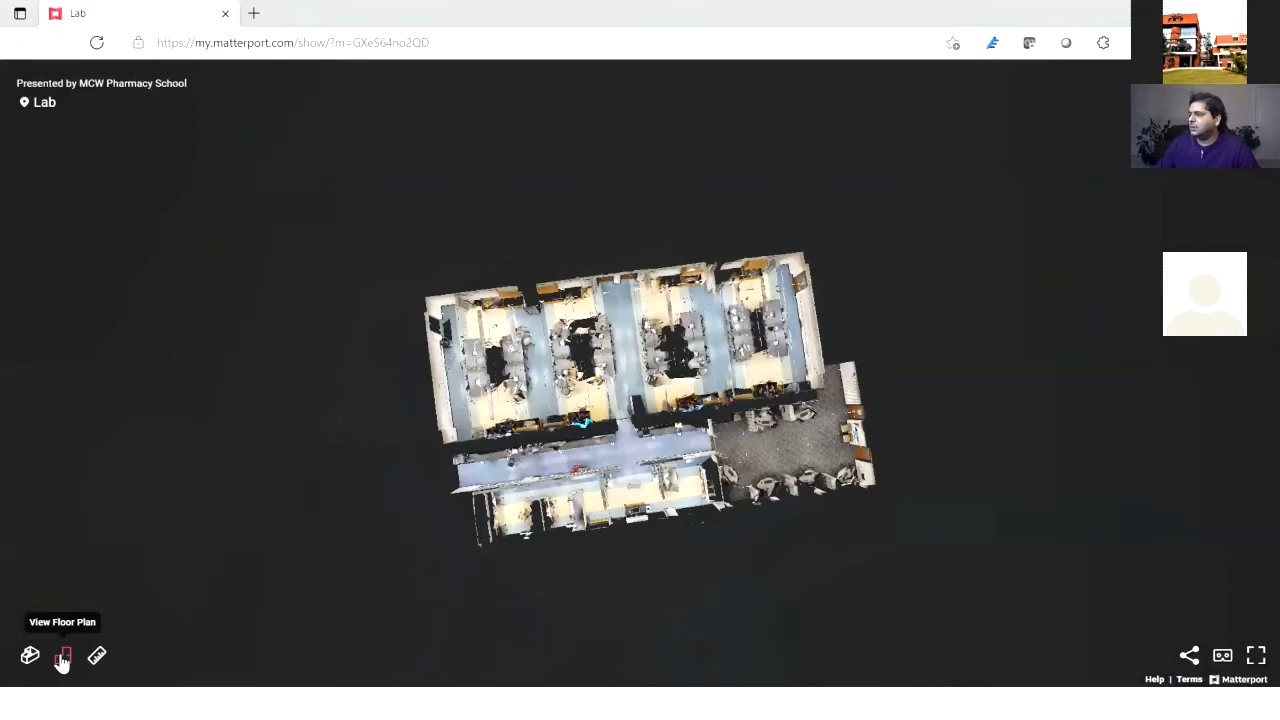 Lab
https://my.matterport.com/show/?m=GXeS64no2QD
Presented by MCW Pharmacy School
Lab
View Floor Plan
Help | Terms Matterport